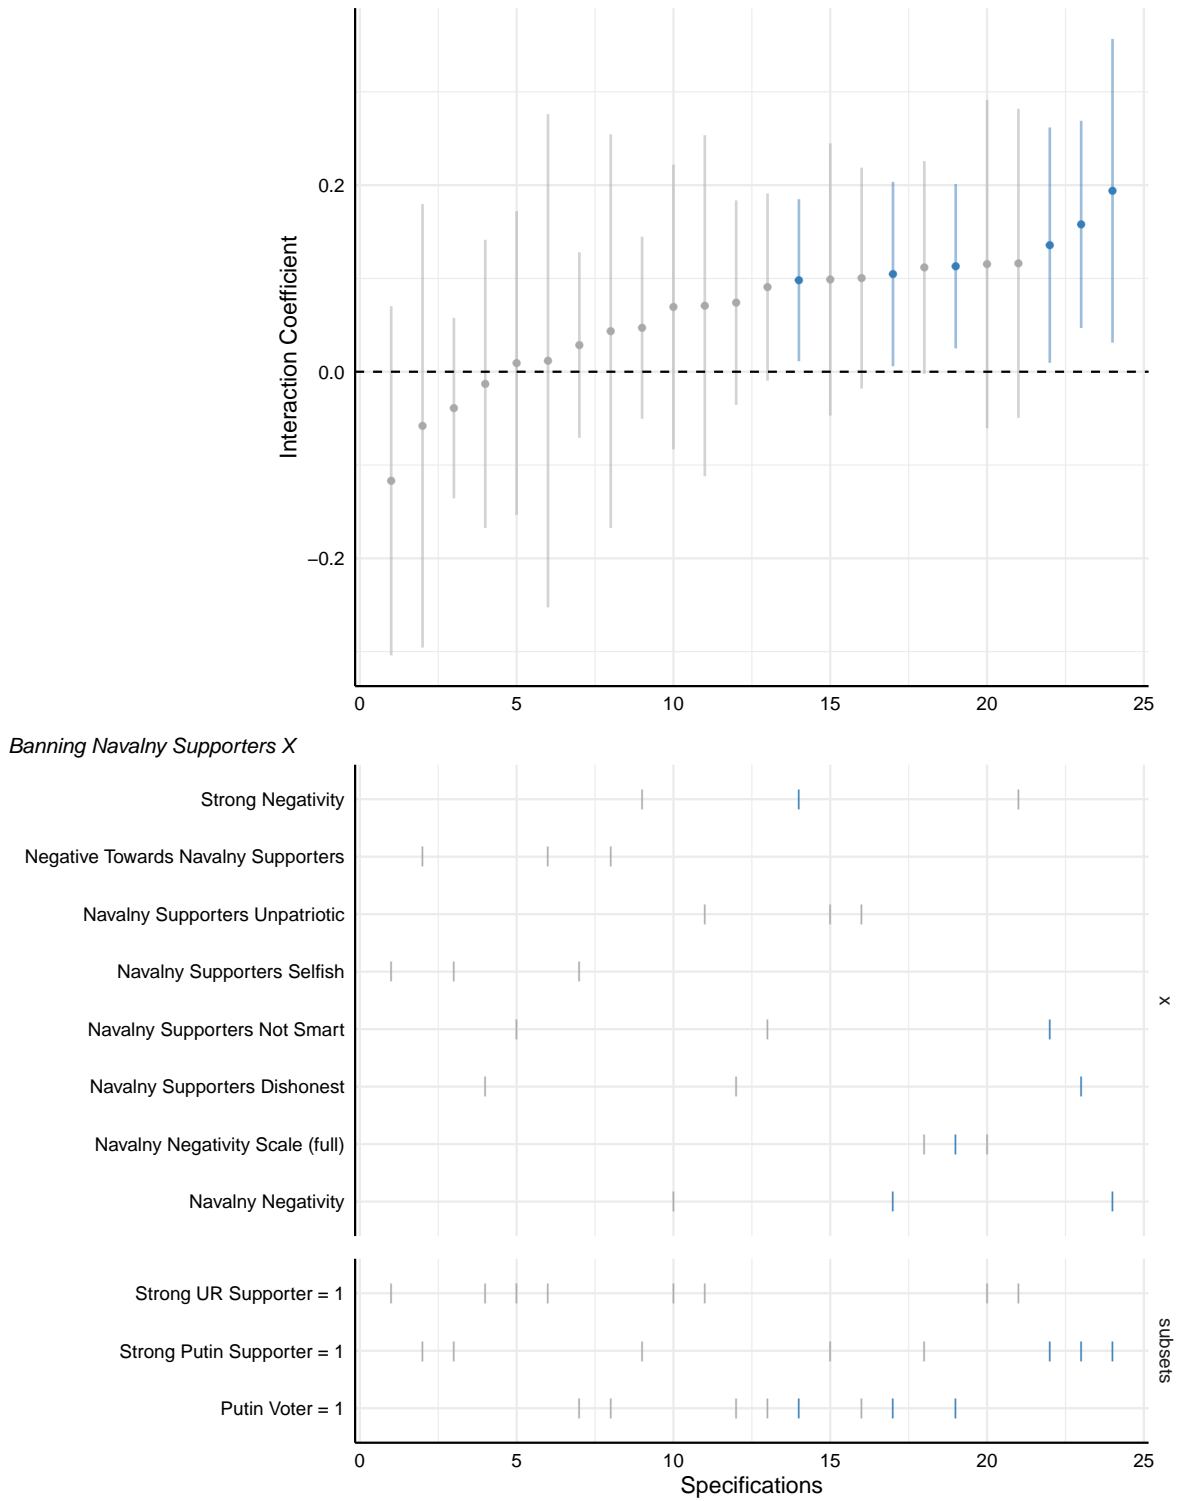 0.2
0.0
−0.2
Interaction Coefficient
0 5 10 15 20 25
Banning Navalny Supporters X
Strong Negativity
Negative Towards Navalny Supporters
Navalny Supporters Unpatriotic
Navalny Supporters Selfish
Navalny Supporters Not Smart
Navalny Supporters Dishonest
Navalny Negativity Scale (full)
Navalny Negativity
x
Strong UR Supporter = 1
Strong Putin Supporter = 1
Putin Voter = 1
subsets
0 5 10 15 20 25
Specifications